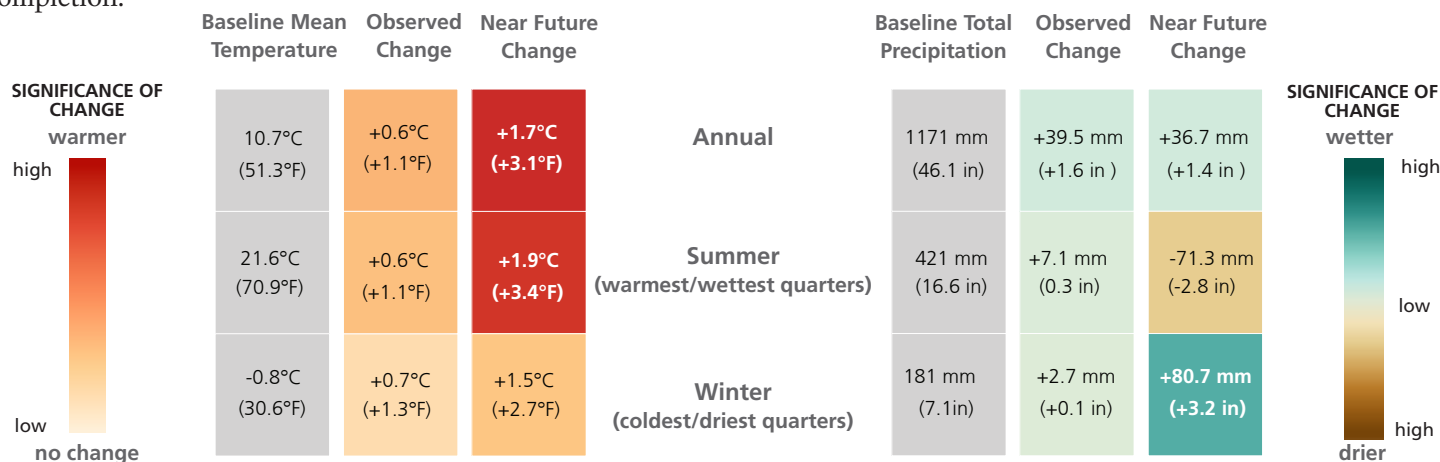 ompletion.
Baseline Mean Temperature
Observed Change
Near Future Change
Baseline Total Precipitation
Observed Change
Near Future Change
SIGNIFICANCE OF
CHANGE
warmer
high
low
no change
10.7°C
(51.3°F)
+0.6°C
(+1.1°F)
+1.7°C
(+3.1°F)
Annual
1171 mm
(46.1 in)
+39.5 mm
(+1.6 in )
+36.7 mm
(+1.4 in )
21.6°C
(70.9°F)
+0.6°C
(+1.1°F)
+1.9°C
(+3.4°F)
Summer
(warmest/wettest quarters)
421 mm
(16.6 in)
+7.1 mm
(0.3 in)
-71.3 mm
(-2.8 in)
-0.8°C
(30.6°F)
+0.7°C
(+1.3°F)
+1.5°C
(+2.7°F)
Winter
(coldest/driest quarters)
181 mm
(7.1in)
+2.7 mm
(+0.1 in)
+80.7 mm
(+3.2 in)
SIGNIFICANCE OF
CHANGE
wetter
high
low
high
drier